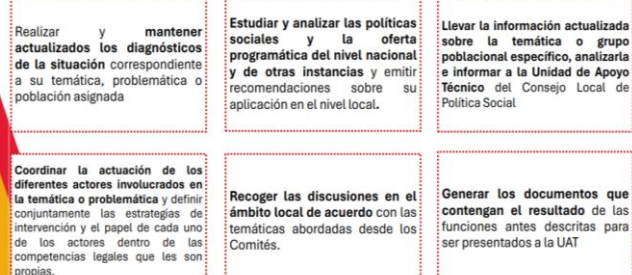 Realizar y mantener
actualizados los diagnósticos
de la situación correspondiente
a su temática, problemática o
población asignada
Estudiar y analizar las políticas
sociales y la oferta
programática del nivel nacional
y de otras instancias y emitir
recomendaciones sobre su
aplicación en el nivel local.
Llevar la información actualizada
sobre la temática o grupo
poblacional específico, analizarla
e informar a la Unidad de Apoyo
Técnico del Consejo Local de
Política Social
Coordinar la actuación de los
diferentes actores involucrados en
la temática o problemática y definir
conjuntamente las estrategias de
intervención y el papel de cada uno
de los actores dentro de las
competencias legales que les son
propias.
Recoger las discusiones en el
ámbito local de acuerdo con las
temáticas abordadas desde los
Comités.
Generar los documentos que
contengan el resultado de las
funciones antes descritas para
ser presentados a la UAT